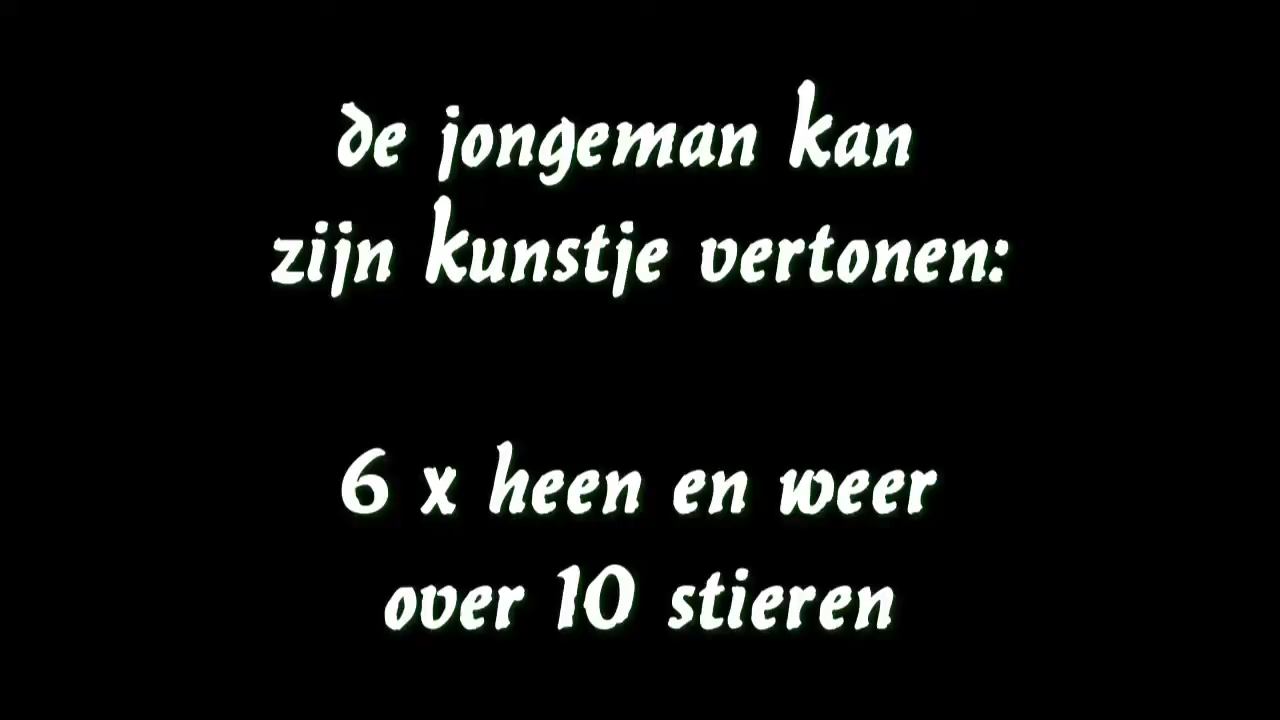 de jongeman kan
zijn kunstje vertonen:
6 x heen en weer
over 10 stieren